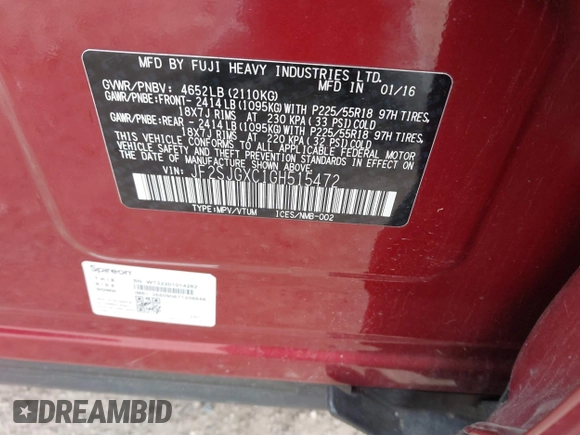 MFD BY FUJI HEAVY INDUSTRIES LTD.
GVWR/PNBV: 4652LB(2110KG) MFD IN 01/16
GAWR/PNBE:FRONT- 2414LB(1095KG)WITH P225/55R18 97H TIRES,
18X7J RIMS AT 230 KPA(33 PSI)COLD
GAWR/PNBE:REAR - 2414LB(1095KG)WITH P225/55R18 97H TIRES,
18X7J RIMS AT 220 KPA(32 PSI)COLD
THIS VEHICLE CONFORMS TO ALL APPLICABLE FEDERAL MOTOR
VEHICLE SAFETY AND THEFT PREVENTION STANDARDS IN EFFECT ON
THE DATE OF MANUFACTURE SHOWN ABOVE.
VIN: JF2SJGXC1GH515472
TYPE:MPV/VTUM ICES/NMB-002
Spireon
DREAMBID